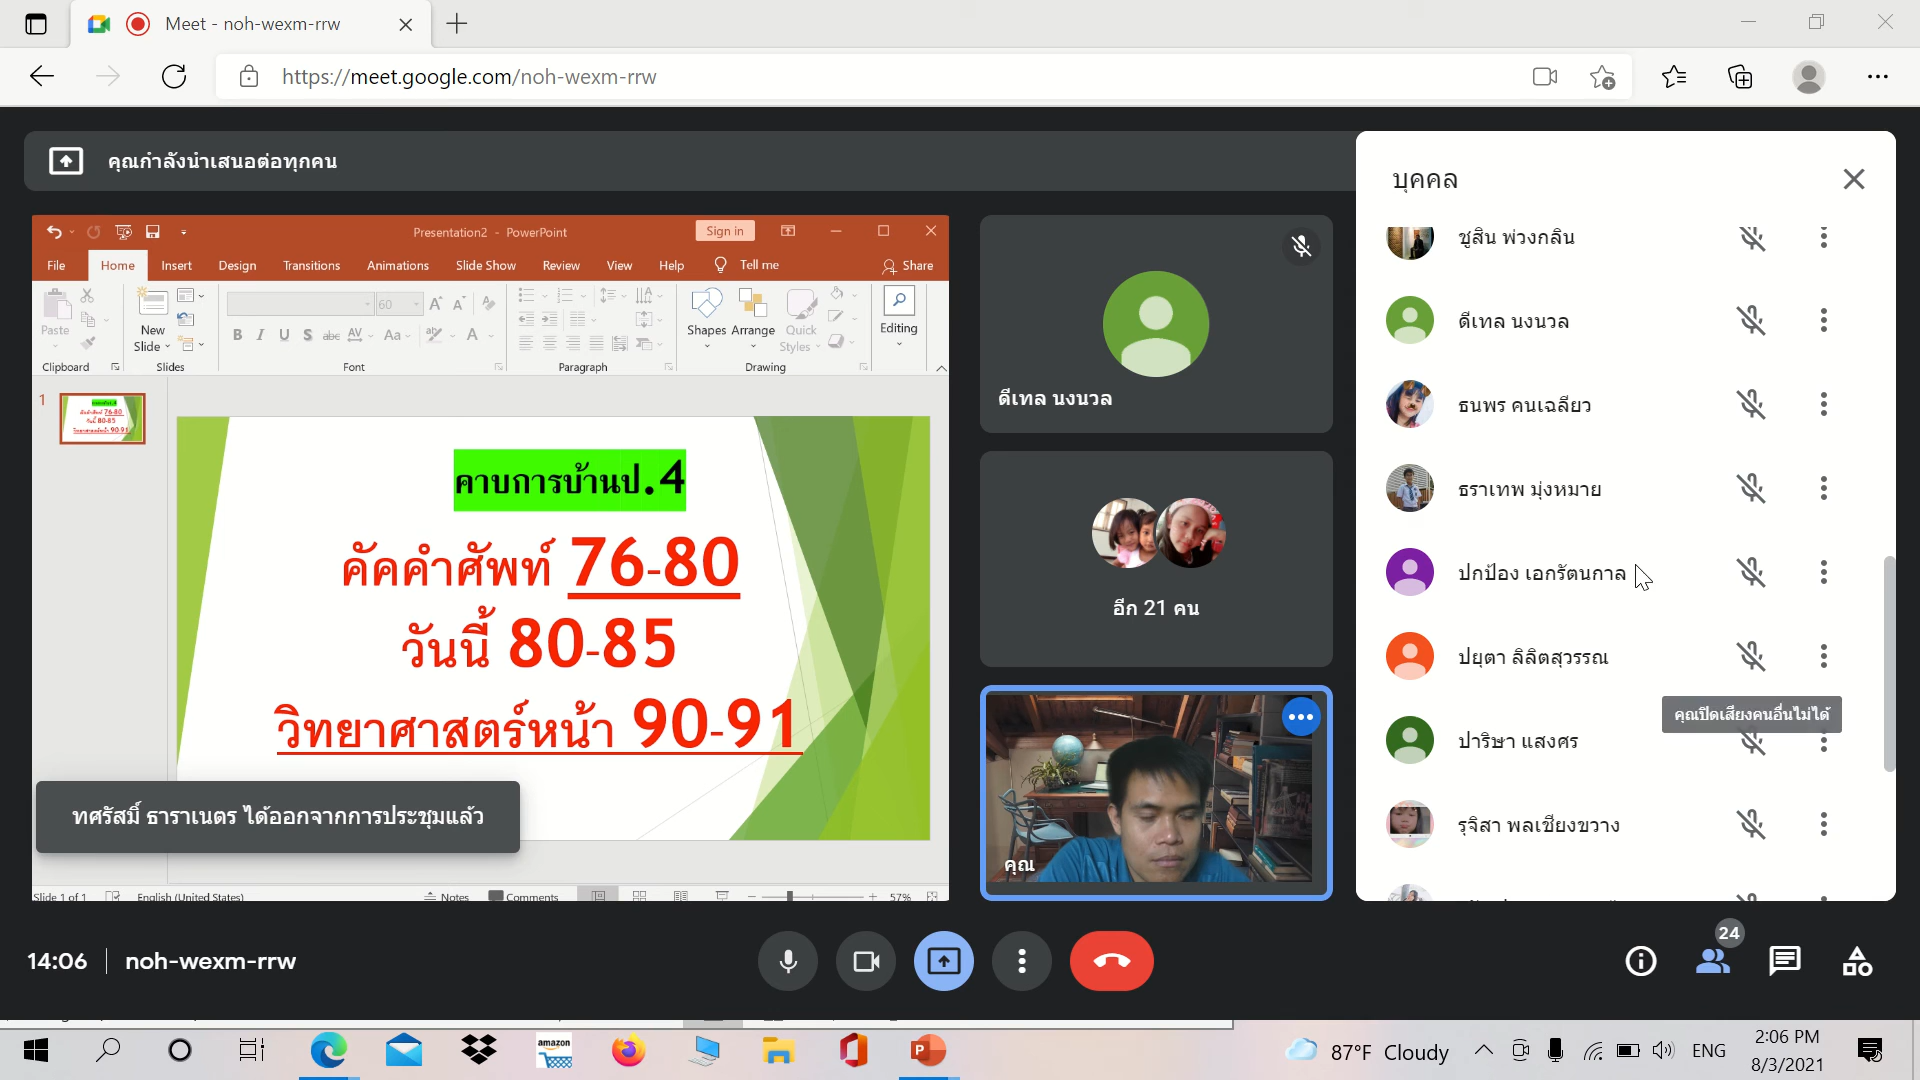 Meet - noh-wexm-rrw
https://meet.google.com/noh-wexm-rrw
คุณกำลังนำเสนอต่อทุกคน
Presentation2 - PowerPoint
Sign in
File Home Insert Design Transitions Animations Slide Show Review View Help Tell me Share
60
Paste
New Slide
Shapes Arrange Quick Styles
Editing
Clipboard Slides Font Paragraph Drawing
1
คาบการบ้านป.4
คัคคำศัพท์ 76-80
วันนี้ 80-85
วิทยาศาสตร์หน้า 90-91
ทศรัสมิ์ ธาราเนตร ได้ออกจากการประชุมแล้ว
Slide 1 of 1 English (United States) Notes Comments 57%
ดีเทล นงนวล
อีก 21 คน
คุณ
บุคคล
ชูสิน พ่วงกลิ่น
ดีเทล นงนวล
ธนพร คนเฉลียว
ธราเทพ มุ่งหมาย
ปกป้อง เอกรัตนกาล
ปยุตา ลิลิตสุวรรณ
คุณปิดเสียงคนอื่นไม่ได้
ปาริษา แสงศร
รุจิสา พลเชียงขวาง
14:06 noh-wexm-rrw
24
amazon
87°F Cloudy
ENG
2:06 PM
8/3/2021